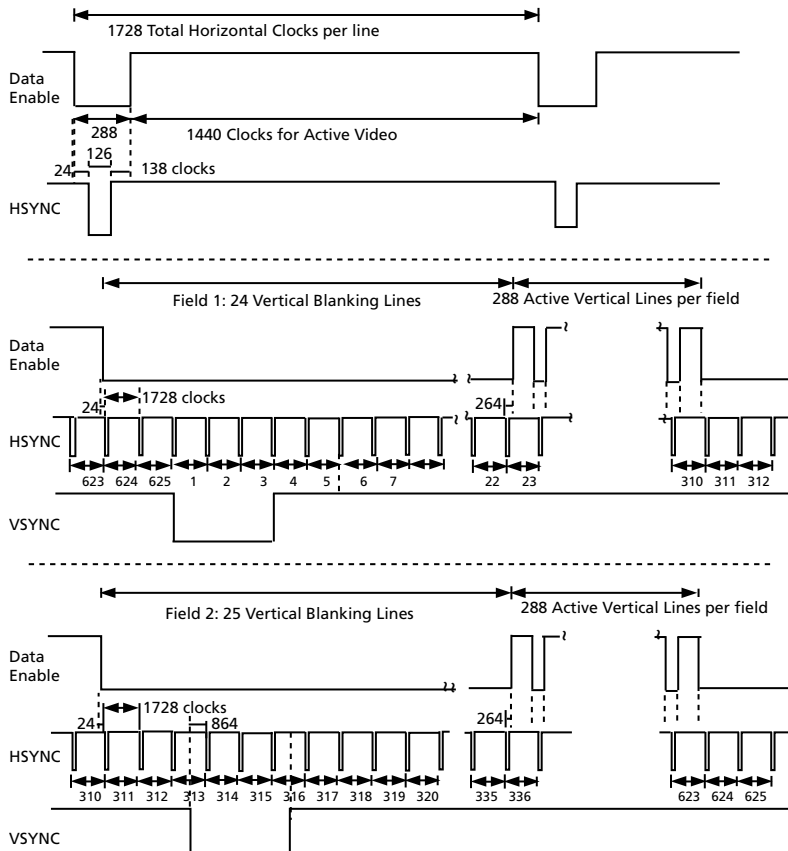 1728 Total Horizontal Clocks per line
Data
Enable
288
1440 Clocks for Active Video
126
24
138 clocks
HSYNC
Field 1: 24 Vertical Blanking Lines
288 Active Vertical Lines per field
Data
Enable
24
1728 clocks
264
HSYNC
623 624 625 1 2 3 4 5 6 7 22 23 310 311 312
VSYNC
Field 2: 25 Vertical Blanking Lines
288 Active Vertical Lines per field
Data
Enable
24
1728 clocks
864
264
HSYNC
310 311 312 313 314 315 316 317 318 319 320 335 336 623 624 625
VSYNC